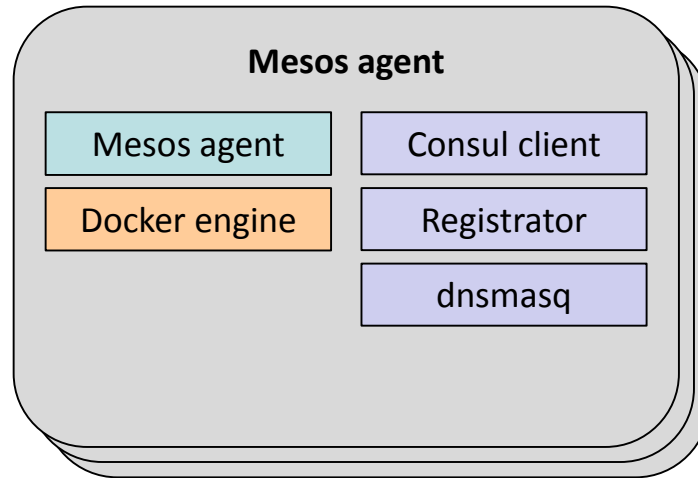 Mesos agent
Mesos agent
Consul client
Docker engine
Registrator
dnsmasq